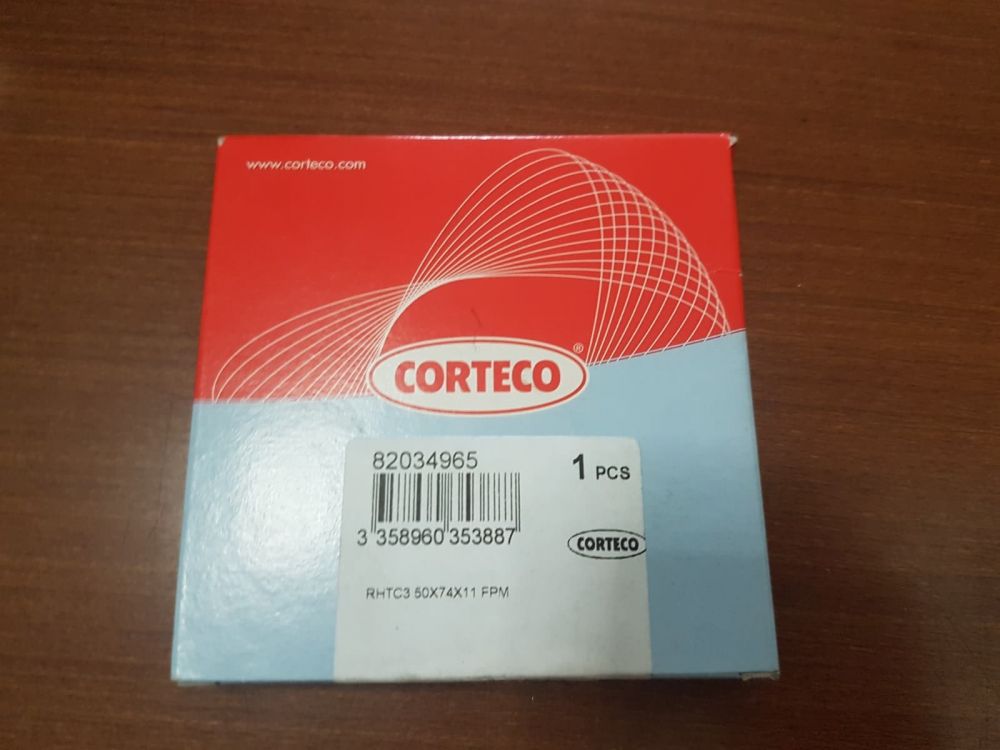 www.corteco.com
CORTECO®
82034965
1 PCS
3 358960 353887
CORTECO
RHTC3 50X74X11 FPM